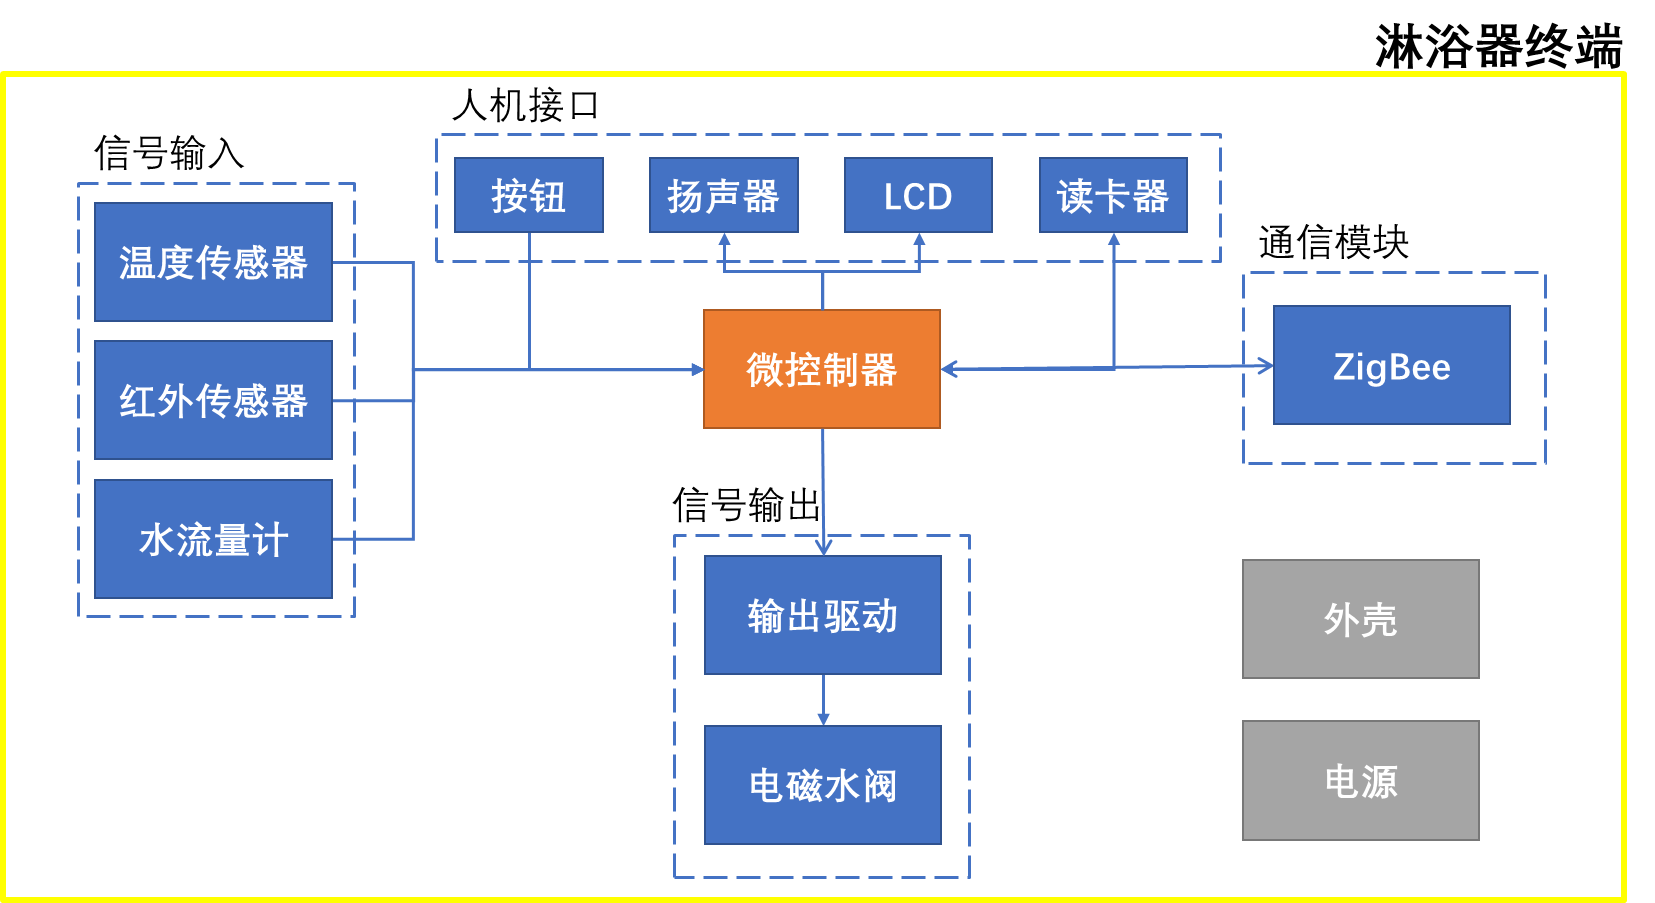 淋浴器终端
人机接口
信号输入
按钮
扬声器
LCD
读卡器
温度传感器
通信模块
红外传感器
微控制器
ZigBee
信号输出
水流量计
输出驱动
外壳
电磁水阀
电源